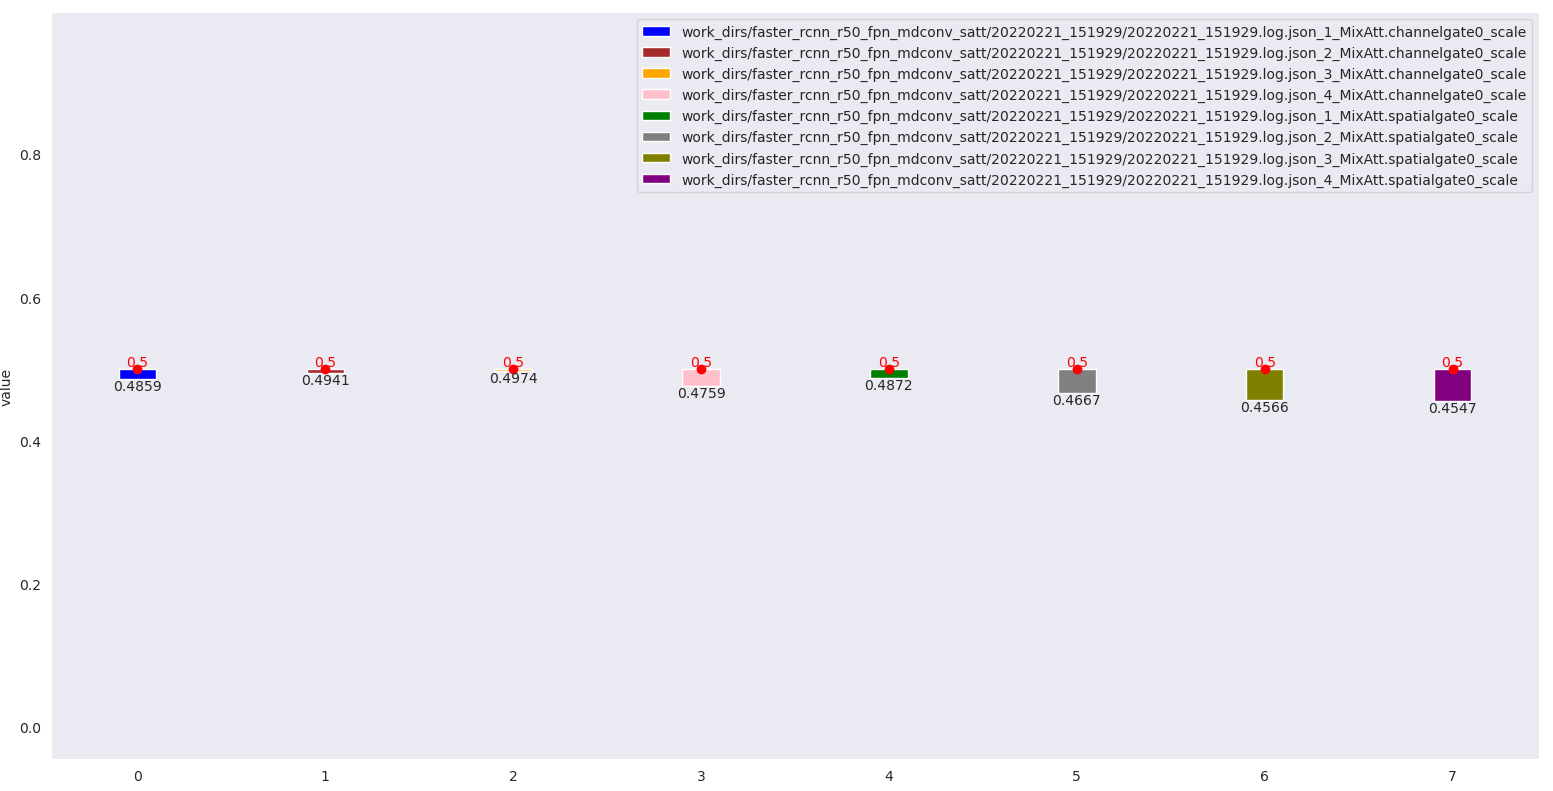 work_dirs/faster_rcnn_r50_fpn_mdconv_satt/20220221_151929/20220221_151929.log.json_1_MixAtt.channelgate0_scale
work_dirs/faster_rcnn_r50_fpn_mdconv_satt/20220221_151929/20220221_151929.log.json_2_MixAtt.channelgate0_scale
work_dirs/faster_rcnn_r50_fpn_mdconv_satt/20220221_151929/20220221_151929.log.json_3_MixAtt.channelgate0_scale
work_dirs/faster_rcnn_r50_fpn_mdconv_satt/20220221_151929/20220221_151929.log.json_4_MixAtt.channelgate0_scale
work_dirs/faster_rcnn_r50_fpn_mdconv_satt/20220221_151929/20220221_151929.log.json_1_MixAtt.spatialgate0_scale
work_dirs/faster_rcnn_r50_fpn_mdconv_satt/20220221_151929/20220221_151929.log.json_2_MixAtt.spatialgate0_scale
work_dirs/faster_rcnn_r50_fpn_mdconv_satt/20220221_151929/20220221_151929.log.json_3_MixAtt.spatialgate0_scale
work_dirs/faster_rcnn_r50_fpn_mdconv_satt/20220221_151929/20220221_151929.log.json_4_MixAtt.spatialgate0_scale
0.8
0.6
0.4
0.2
0.0
value
0.5 0.5 0.5 0.5 0.5 0.5 0.5 0.5
0.4859 0.4941 0.4974 0.4759 0.4872 0.4667 0.4566 0.4547
0 1 2 3 4 5 6 7